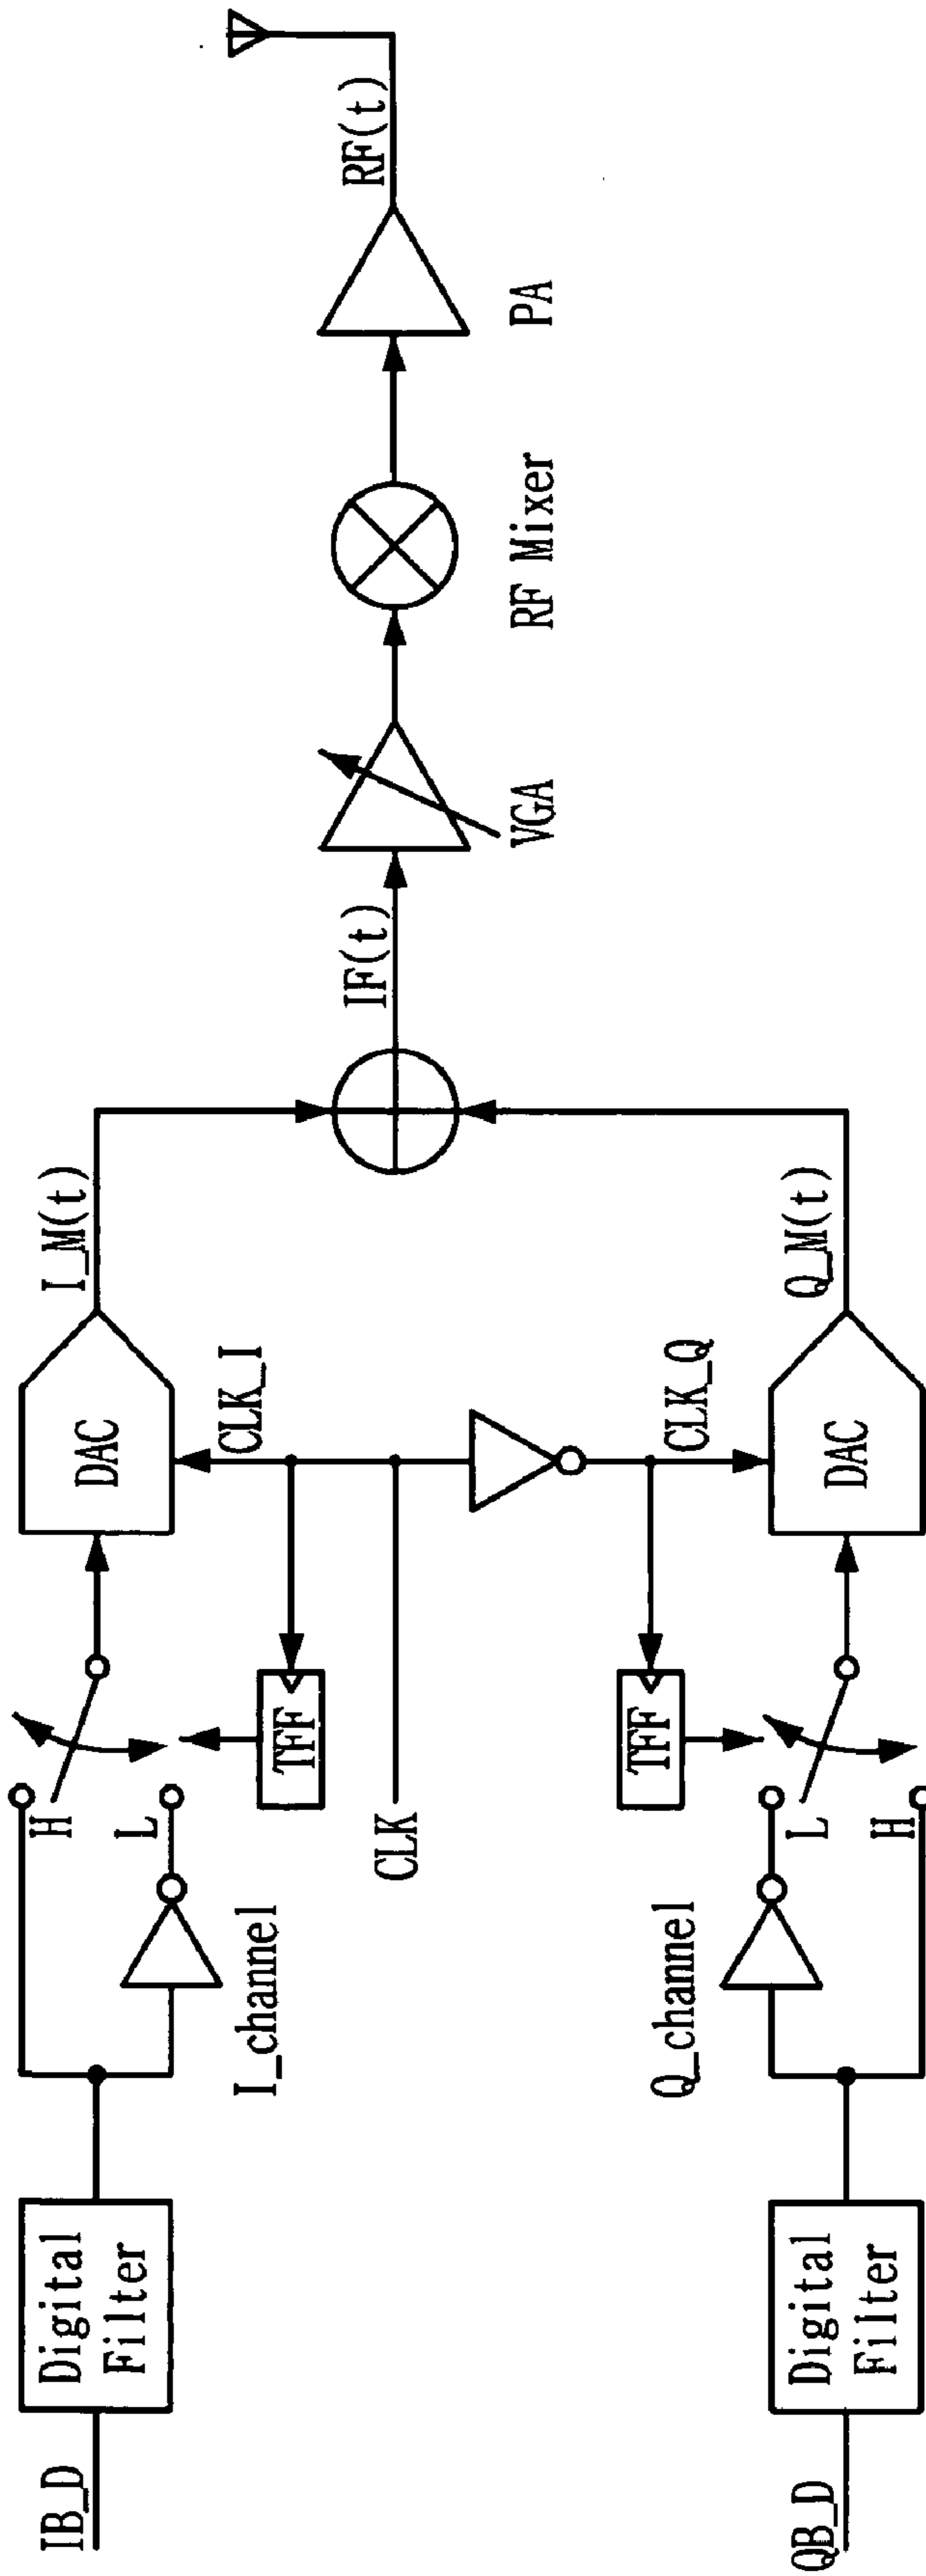 IB_D
Digital
Filter
I_channel
H
L
TFF
DAC
CLK_I
I_M(t)
CLK
IF(t)
VGA
RF Mixer
PA
RF(t)
QB_D
Digital
Filter
Q_channel
L
H
TFF
DAC
CLK_Q
Q_M(t)